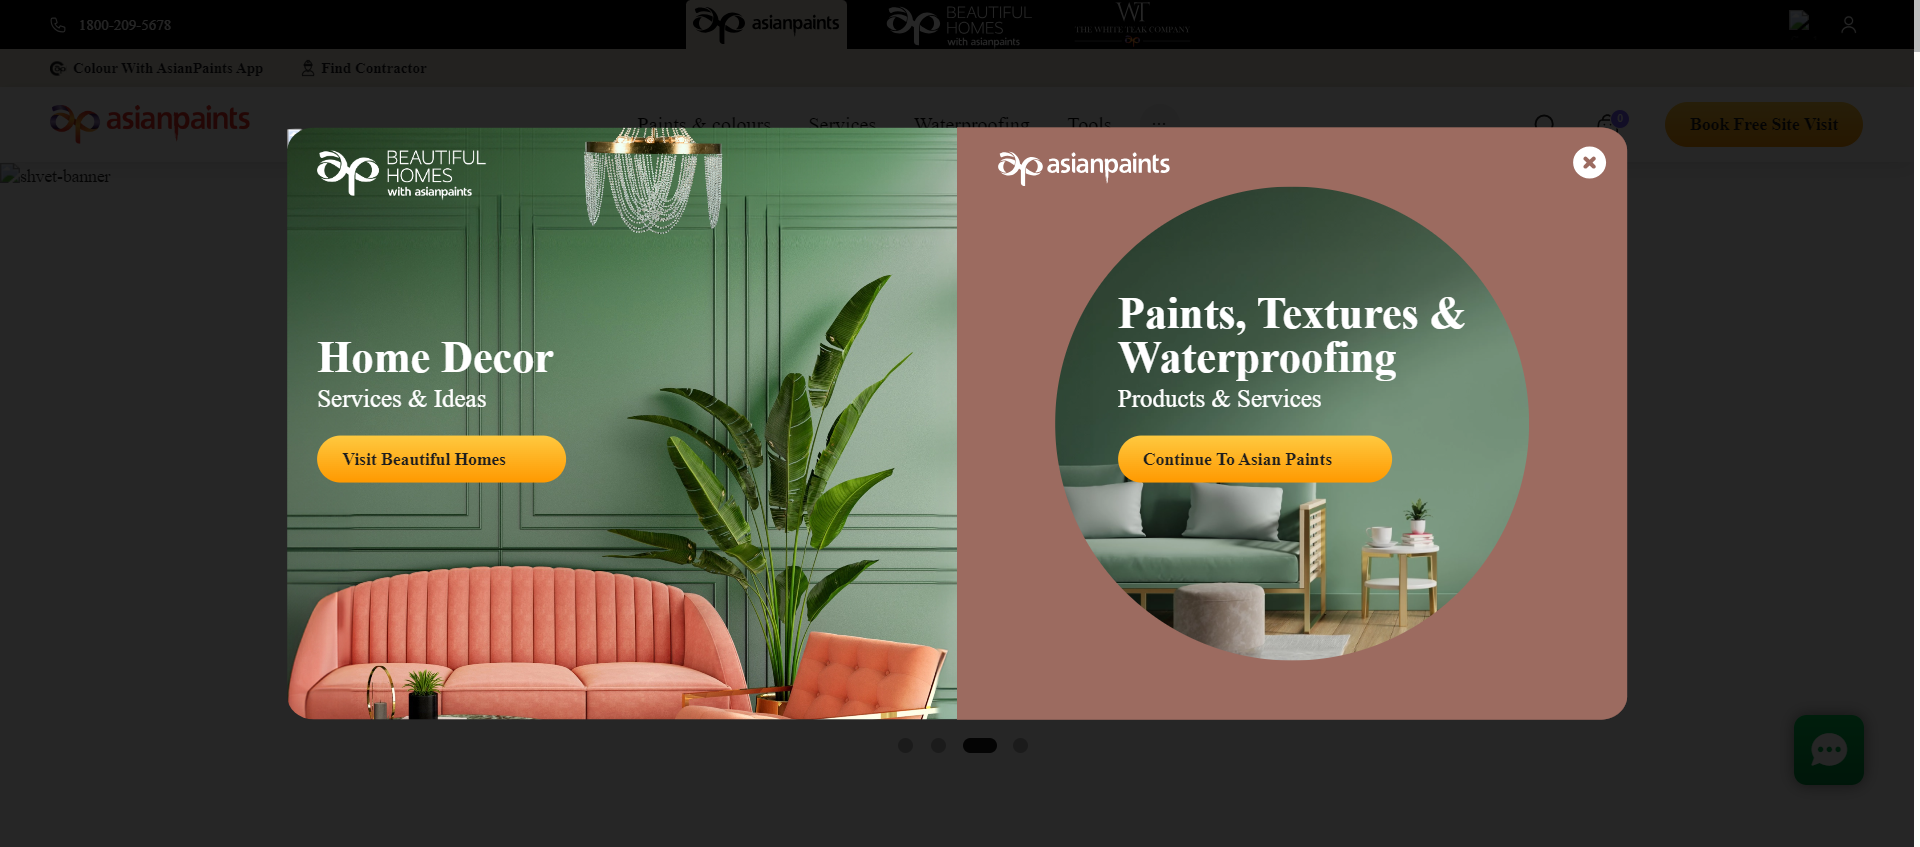 1800-209-5678
asianpaints
BEAUTIFUL
HOMES
with asianpaints
WT
THE WHITE TEAK COMPANY
Colour With AsianPaints App
Find Contractor
asianpaints
Paints & colours
Services
Waterproofing
Tools
...
0
Book Free Site Visit
shvet-banner
BEAUTIFUL
HOMES
with asianpaints
Home Decor
Services & Ideas
Visit Beautiful Homes
asianpaints
Paints, Textures &
Waterproofing
Products & Services
Continue To Asian Paints